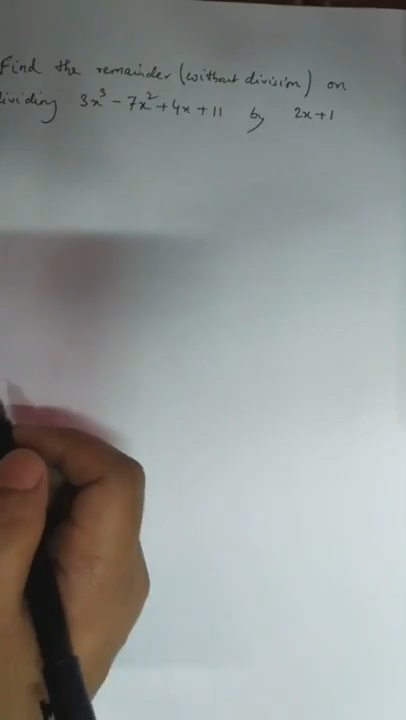 Find the remainder (without division) on
dividing 3x³ - 7x² + 4x + 11 by 2x+1